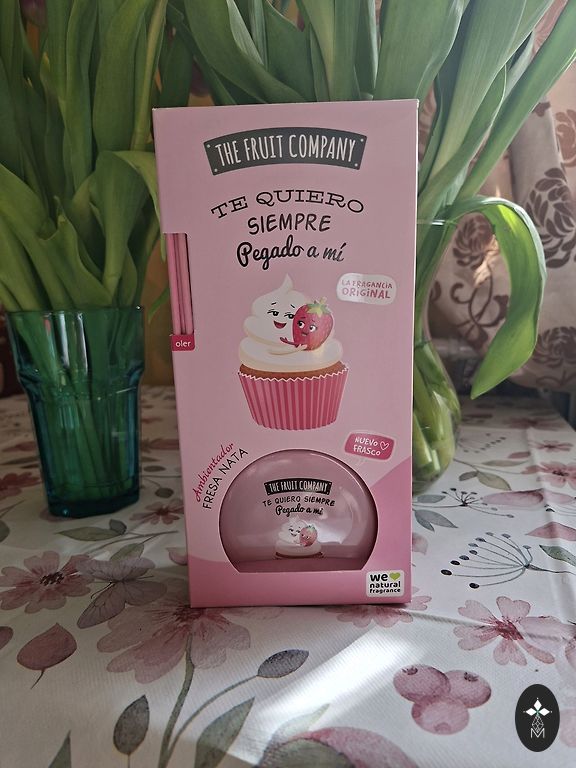 THE FRUIT COMPANY
TE QUIERO
SIEMPRE
Pegado a mí
LA FRAGANCIA
ORIGINAL
oler
NUEVO
FRASCO
Ambientador
FRESA NATA
THE FRUIT COMPANY
TE QUIERO SIEMPRE
Pegado a mí
we
natural
fragrance
M